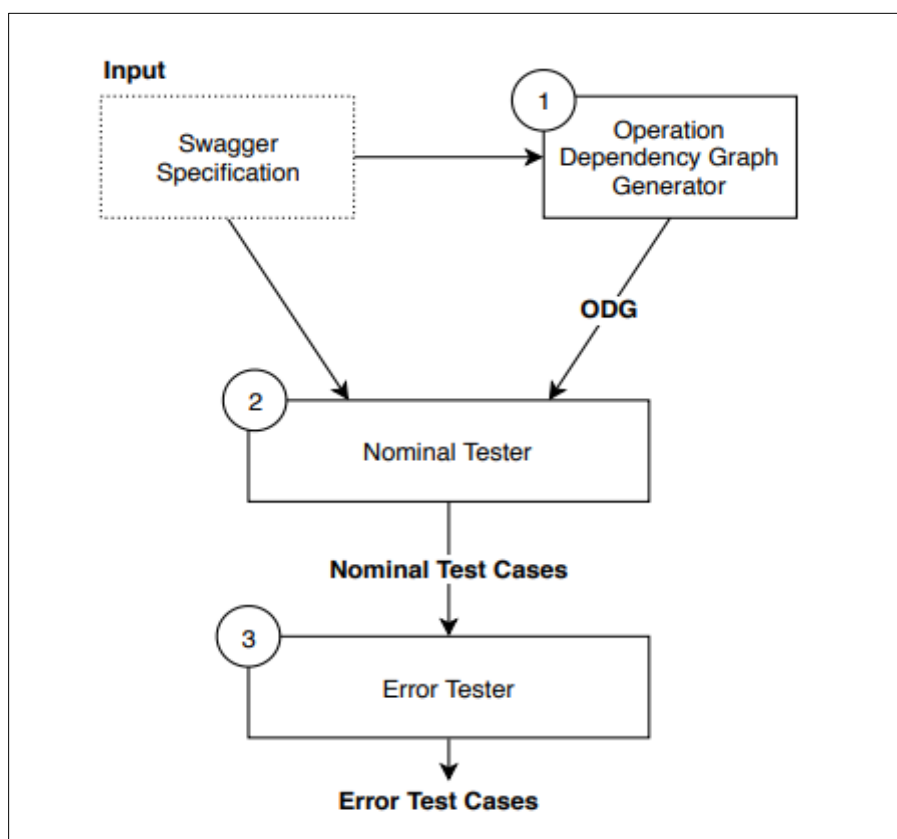 Input
Swagger
Specification
1
Operation
Dependency Graph
Generator
ODG
2
Nominal Tester
Nominal Test Cases
3
Error Tester
Error Test Cases